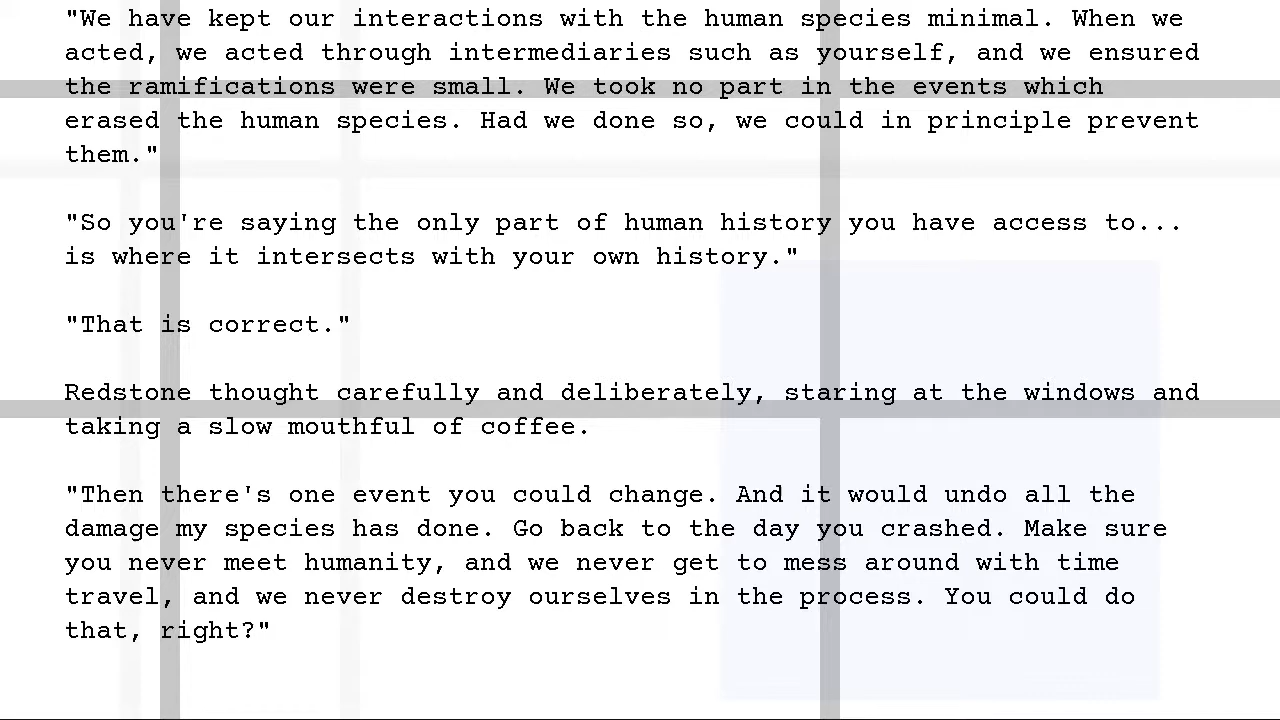 "We have kept our interactions with the human species minimal. When we
acted, we acted through intermediaries such as yourself, and we ensured
the ramifications were small. We took no part in the events which
erased the human species. Had we done so, we could in principle prevent
them."
"So you're saying the only part of human history you have access to...
is where it intersects with your own history."
"That is correct."
Redstone thought carefully and deliberately, staring at the windows and
taking a slow mouthful of coffee.
"Then there's one event you could change. And it would undo all the
damage my species has done. Go back to the day you crashed. Make sure
you never meet humanity, and we never get to mess around with time
travel, and we never destroy ourselves in the process. You could do
that, right?"